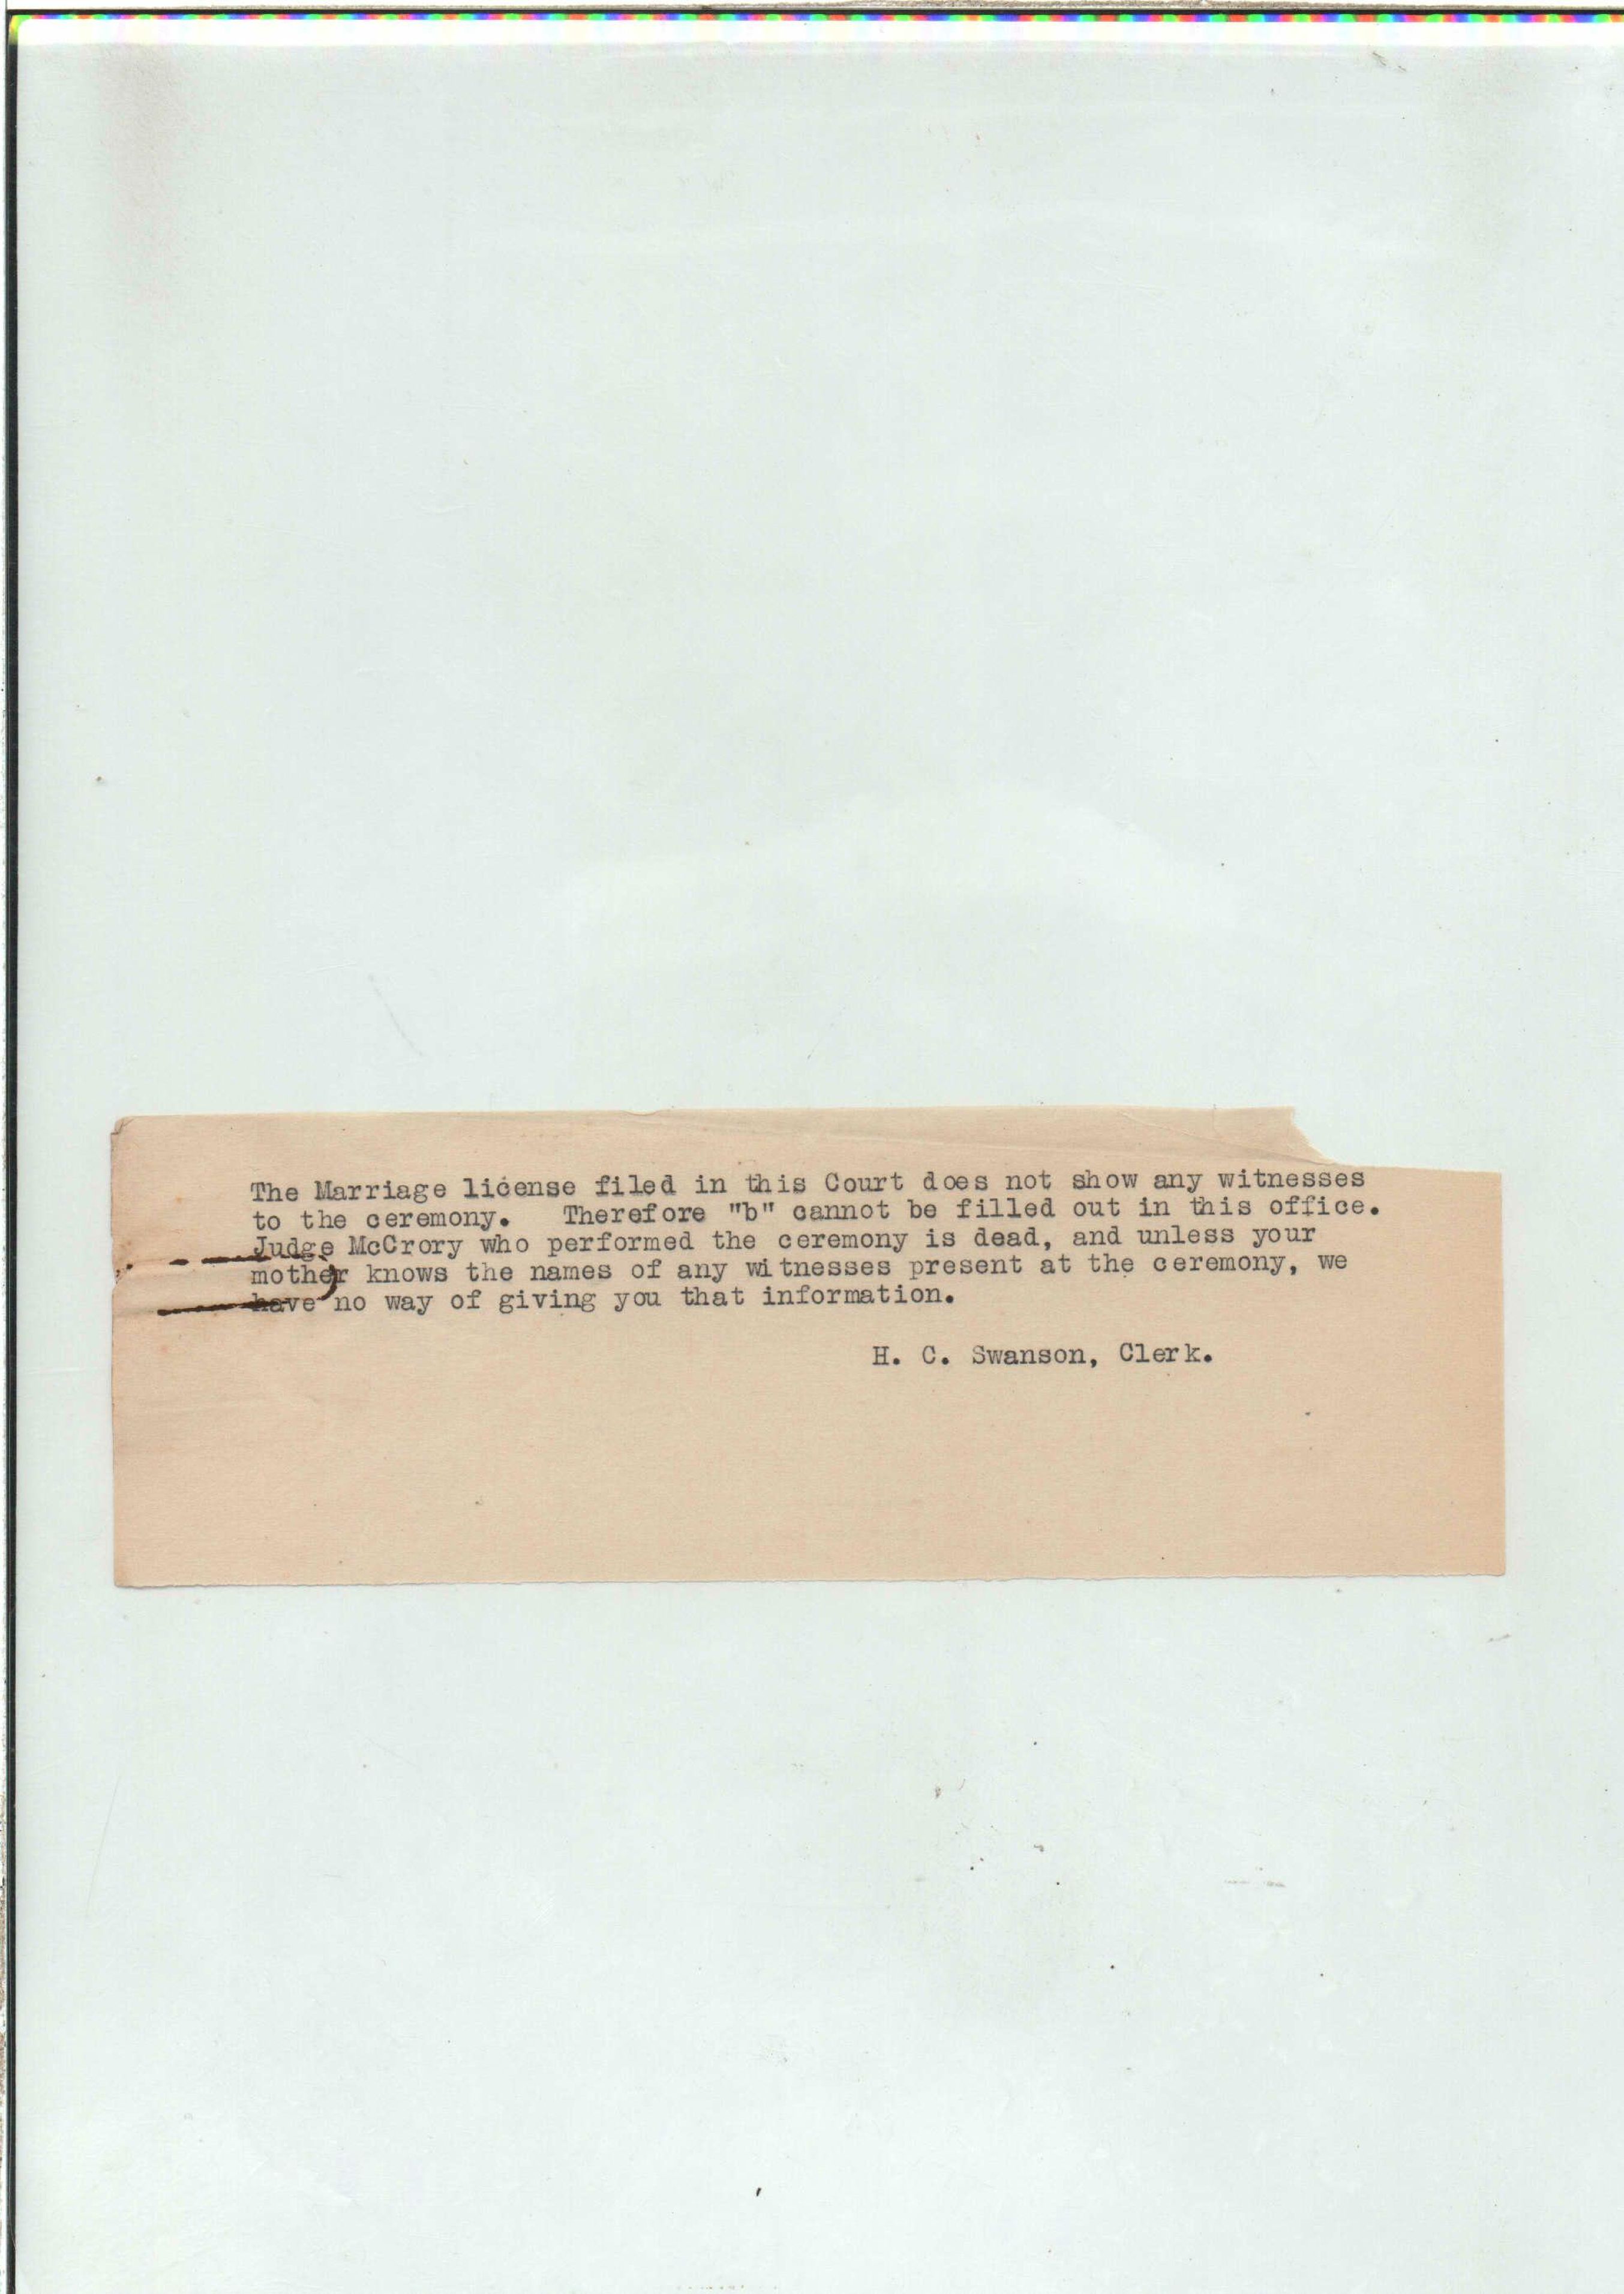 The Marriage license filed in this Court does not show any witnesses
to the ceremony. Therefore "b" cannot be filled out in this office.
Judge McCrory who performed the ceremony is dead, and unless your
mother knows the names of any witnesses present at the ceremony, we
have no way of giving you that information.
H. C. Swanson, Clerk.